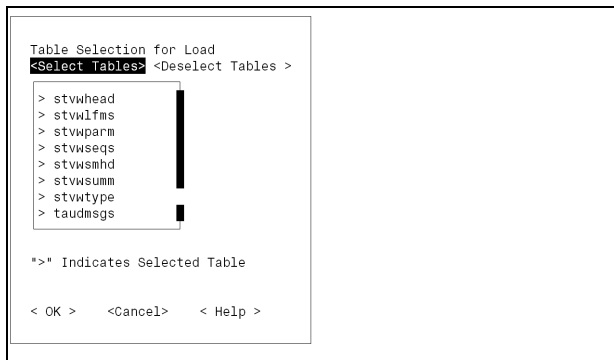 Table Selection for Load
<Select Tables> <Deselect Tables >
> stvwhead
> stvwlfms
> stvwparm
> stvwseqs
> stvwsmhd
> stvwsumm
> stvwtype
> taudmsgs
">" Indicates Selected Table
< OK > <Cancel> < Help >